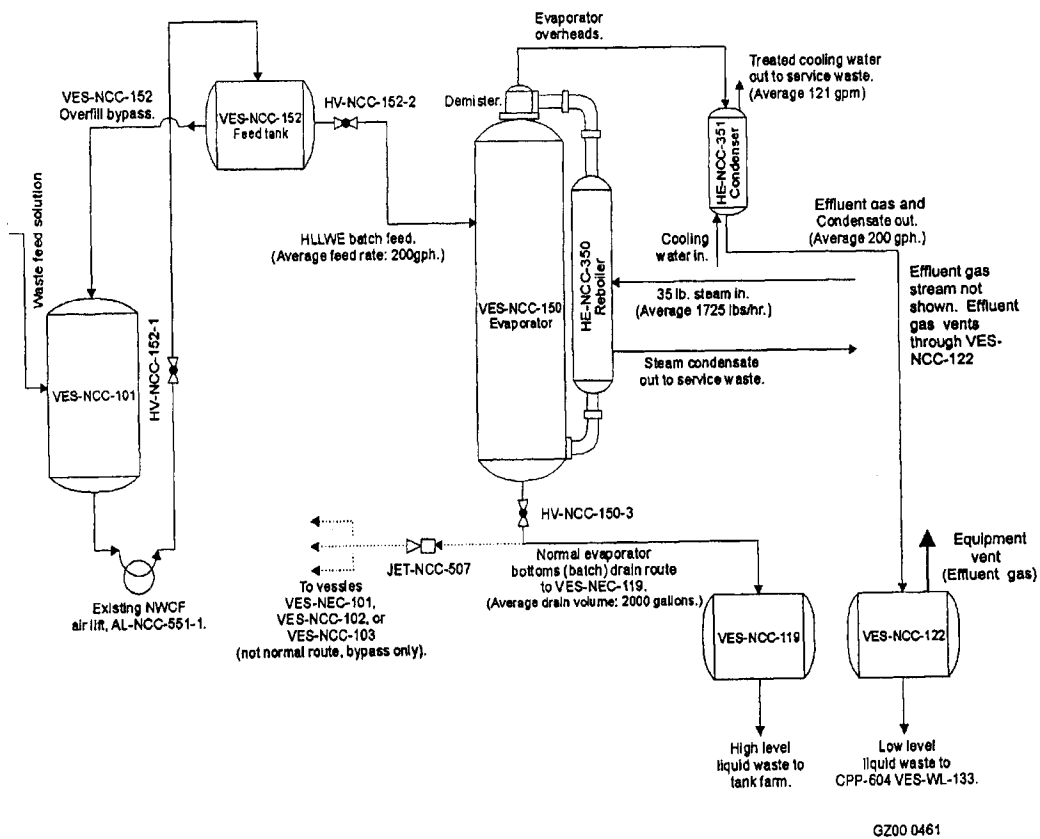 Evaporator
overheads.
Treated cooling water
out to service waste.
(Average 121 gpm)
VES-NCC-152
Overfill bypass.
VES-NCC-152
Feed tank
HV-NCC-152-2
Demister.
HE-NCC-351
Condenser
Waste feed solution
HLLWE batch feed.
(Average feed rate: 200gph.)
Cooling
water in.
Effluent gas and
Condensate out.
(Average 200 gph.)
VES-NCC-101
HV-NCC-152-1
VES-NCC-150
Evaporator
HE-NCC-350
Reboiler
35 lb. steam in.
(Average 1725 lbs/hr.)
Steam condensate
out to service waste.
Effluent gas
stream not
shown. Effluent
gas vents
through VES-
NCC-122
HV-NCC-150-3
Existing NWCF
air lift, AL-NCC-551-1.
JET-NCC-507
To vessles
VES-NEC-101,
VES-NCC-102, or
VES-NCC-103
(not normal route, bypass only).
Normal evaporator
bottoms (batch) drain route
to VES-NEC-119.
(Average drain volume: 2000 gallons.)
Equipment
vent
(Effluent gas)
VES-NCC-119
VES-NCC-122
High level
liquid waste to
tank farm.
Low level
liquid waste to
CPP-604 VES-WL-133.
GZ00 0461